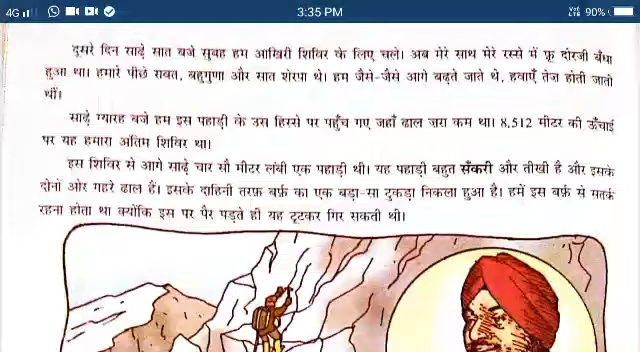 4G
3:35 PM
VoD LTE 90%
दूसरे दिन साढ़े सात बजे सुबह हम आखिरी शिविर के लिए चले। अब मेरे साथ मेरे रस्से में फू दोरजी बँधा
हुआ था। हमारे पीछे रावत, बहुगुणा और सात शेरपा थे। हम जैसे-जैसे आगे बढ़ते जाते थे, हवाएँ तेज होती जाती
थीं।
साढ़े ग्यारह बजे हम इस पहाड़ी के उस हिस्से पर पहुँच गए जहाँ ढाल ज़रा कम था। 8,512 मीटर की ऊँचाई
पर यह हमारा अंतिम शिविर था।
इस शिविर से आगे साढ़े चार सौ मीटर लंबी एक पहाड़ी थी। यह पहाड़ी बहुत सँकरी और तीखी है और इसके
दोनों ओर गहरे ढाल हैं। इसके दाहिनी तरफ़ बर्फ़ का एक बड़ा-सा टुकड़ा निकला हुआ है। हमें इस बर्फ़ से सतर्क
रहना होता था क्योंकि इस पर पैर पड़ते ही यह टूटकर गिर सकती थी।